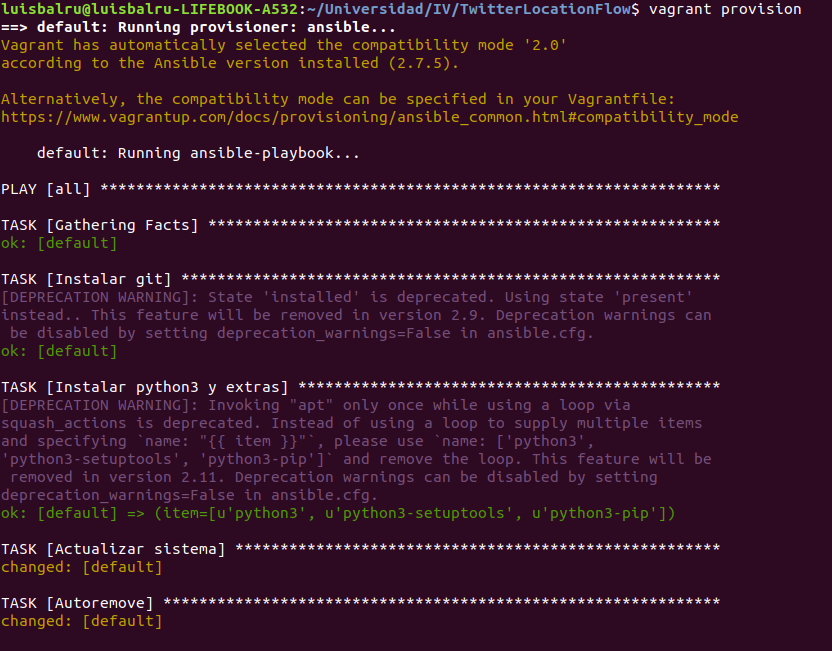 luisbalru@luisbalru-LIFEBOOK-A532:~/Universidad/IV/TwitterLocationFlow$ vagrant provision
==> default: Running provisioner: ansible...
Vagrant has automatically selected the compatibility mode '2.0'
according to the Ansible version installed (2.7.5).

Alternatively, the compatibility mode can be specified in your Vagrantfile:
https://www.vagrantup.com/docs/provisioning/ansible_common.html#compatibility_mode

    default: Running ansible-playbook...

PLAY [all] *********************************************************************

TASK [Gathering Facts] *********************************************************
ok: [default]

TASK [Instalar git] ************************************************************
[DEPRECATION WARNING]: State 'installed' is deprecated. Using state 'present'
instead.. This feature will be removed in version 2.9. Deprecation warnings can
 be disabled by setting deprecation_warnings=False in ansible.cfg.
ok: [default]

TASK [Instalar python3 y extras] ***********************************************
[DEPRECATION WARNING]: Invoking "apt" only once while using a loop via
squash_actions is deprecated. Instead of using a loop to supply multiple items
and specifying `name: "{{ item }}"`, please use `name: ['python3',
'python3-setuptools', 'python3-pip']` and remove the loop. This feature will be
 removed in version 2.11. Deprecation warnings can be disabled by setting
deprecation_warnings=False in ansible.cfg.
ok: [default] => (item=[u'python3', u'python3-setuptools', u'python3-pip'])

TASK [Actualizar sistema] ******************************************************
changed: [default]

TASK [Autoremove] **************************************************************
changed: [default]